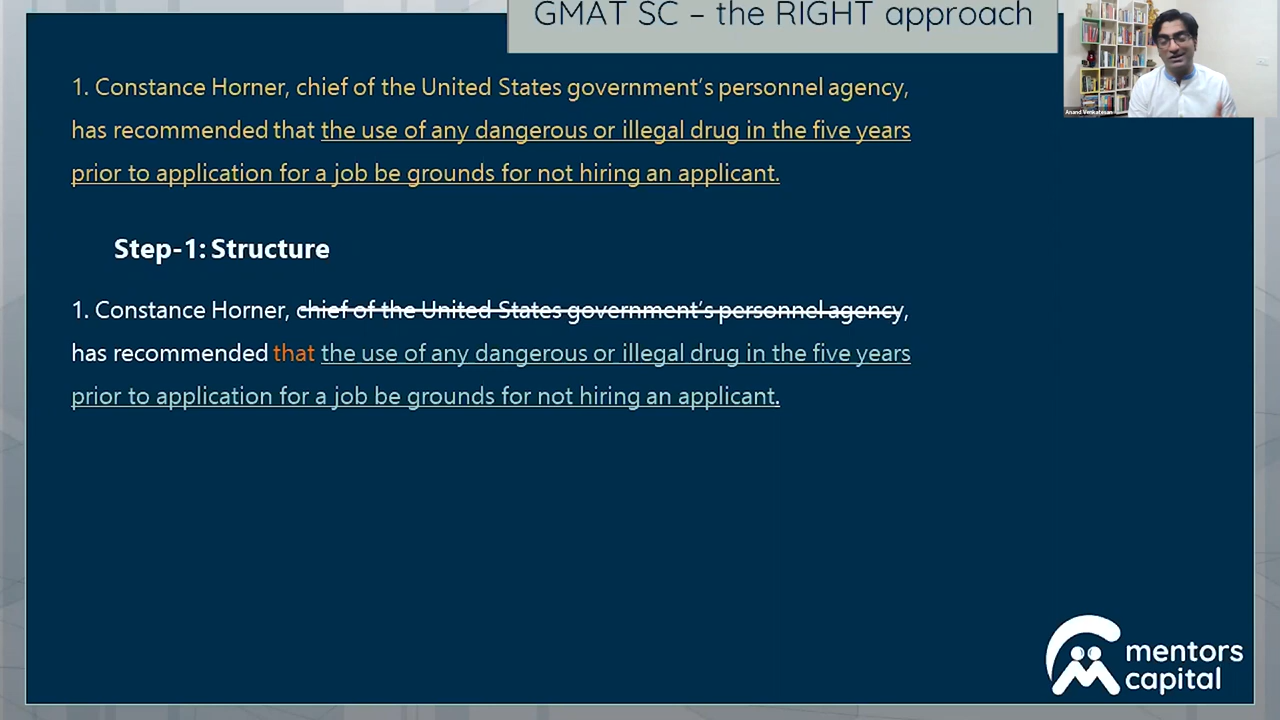 GMAT SC – the RIGHT approach
1. Constance Horner, chief of the United States government's personnel agency,
has recommended that the use of any dangerous or illegal drug in the five years
prior to application for a job be grounds for not hiring an applicant.
Step-1: Structure
1. Constance Horner, chief of the United States government's personnel agency,
has recommended that the use of any dangerous or illegal drug in the five years
prior to application for a job be grounds for not hiring an applicant.
Anand Venkatesan
mentors
capital